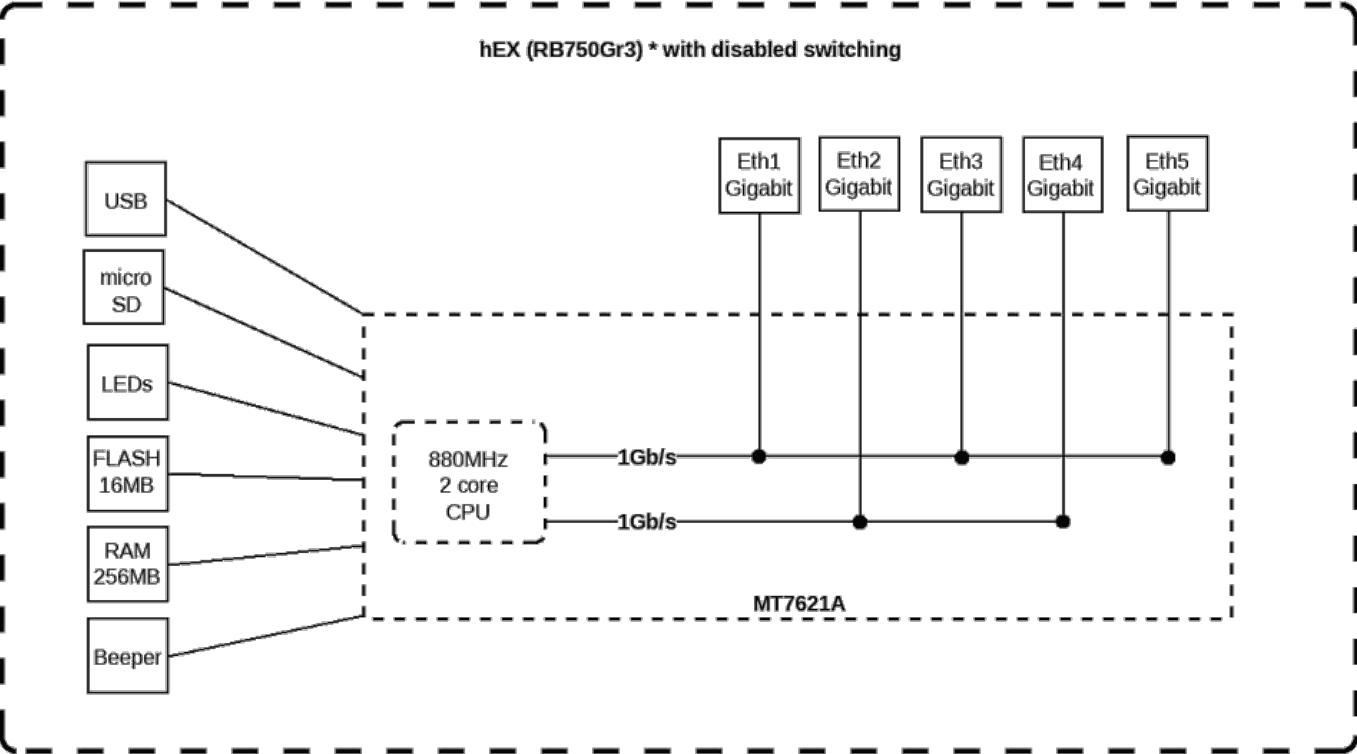 hEX (RB750Gr3) * with disabled switching
Eth1
Gigabit
Eth2
Gigabit
Eth3
Gigabit
Eth4
Gigabit
Eth5
Gigabit
USB
micro
SD
LEDs
FLASH
16MB
RAM
256MB
Beeper
880MHz
2 core
CPU
1Gb/s
1Gb/s
MT7621A